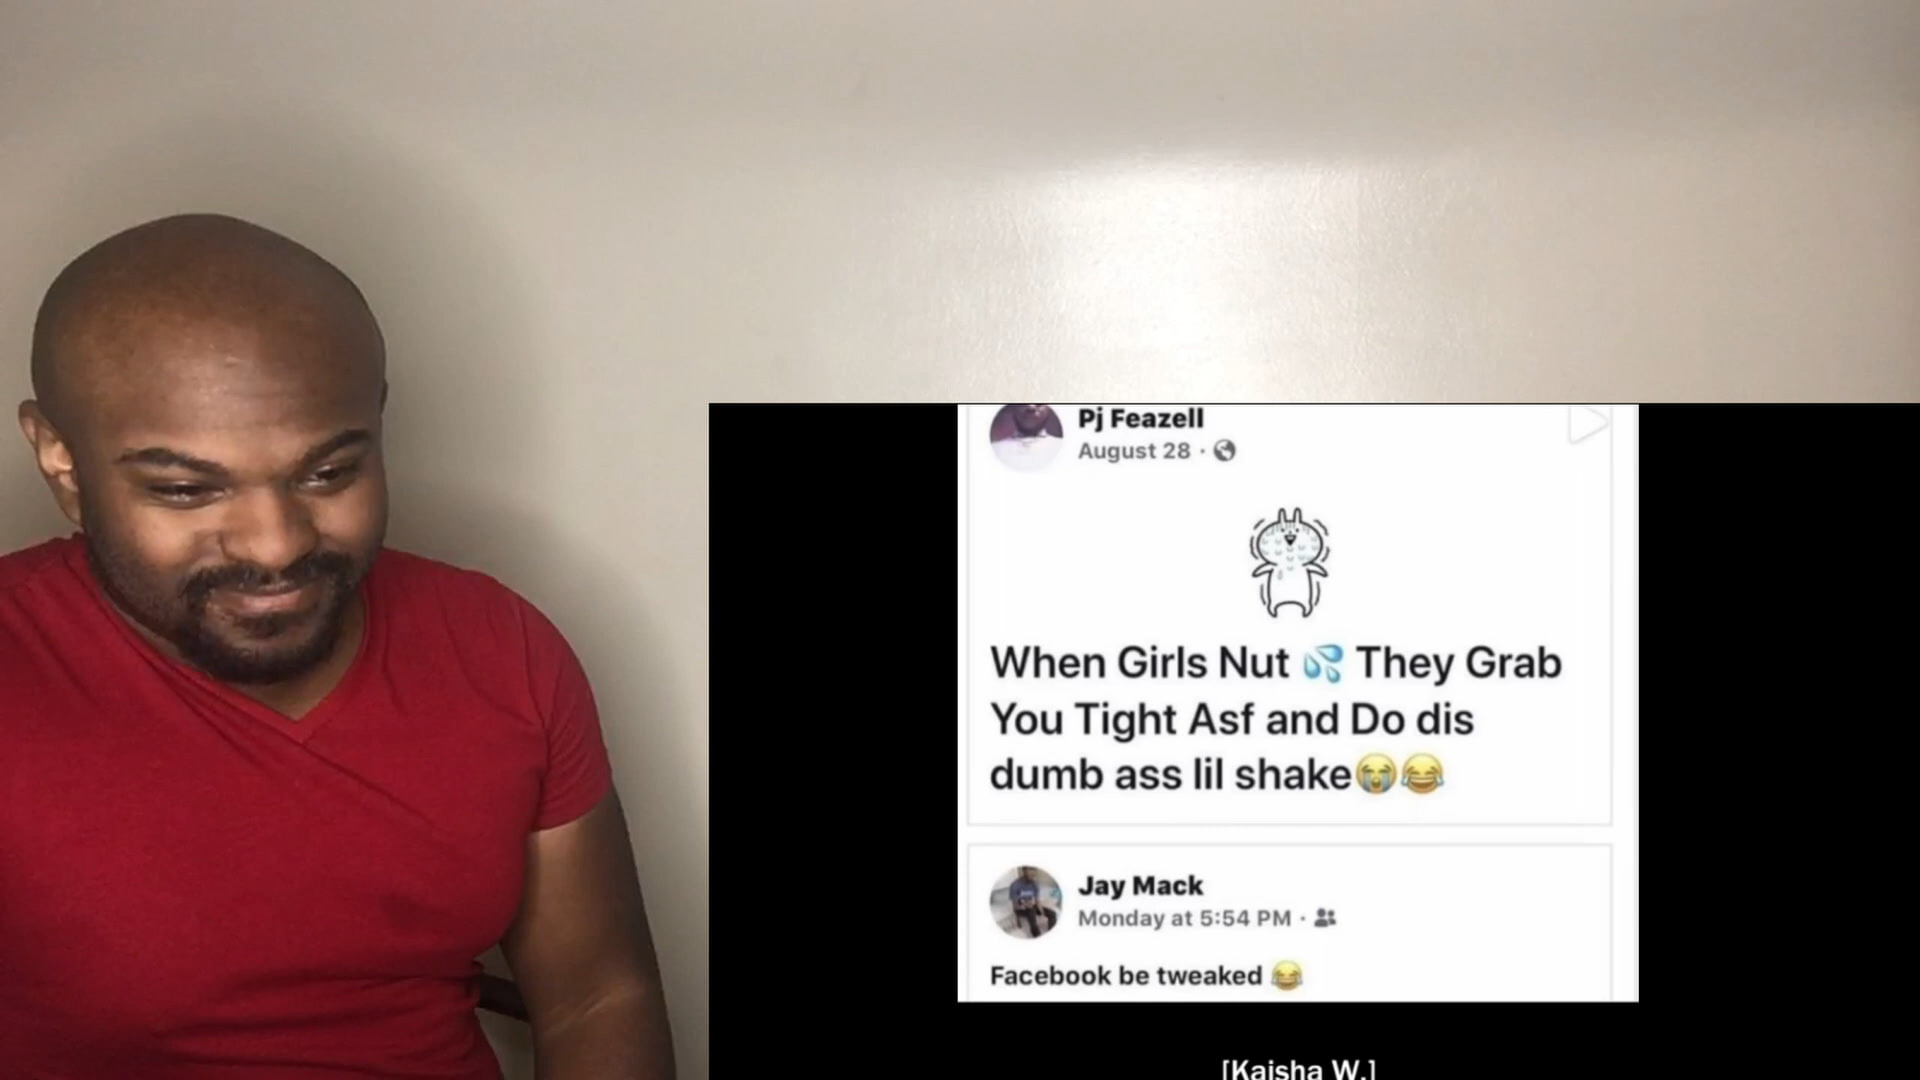 Pj Feazell
August 28 ·
When Girls Nut 💦 They Grab
You Tight Asf and Do dis
dumb ass lil shake😭😂
Jay Mack
Monday at 5:54 PM ·
Facebook be tweaked 😂
[Kaisha W.]